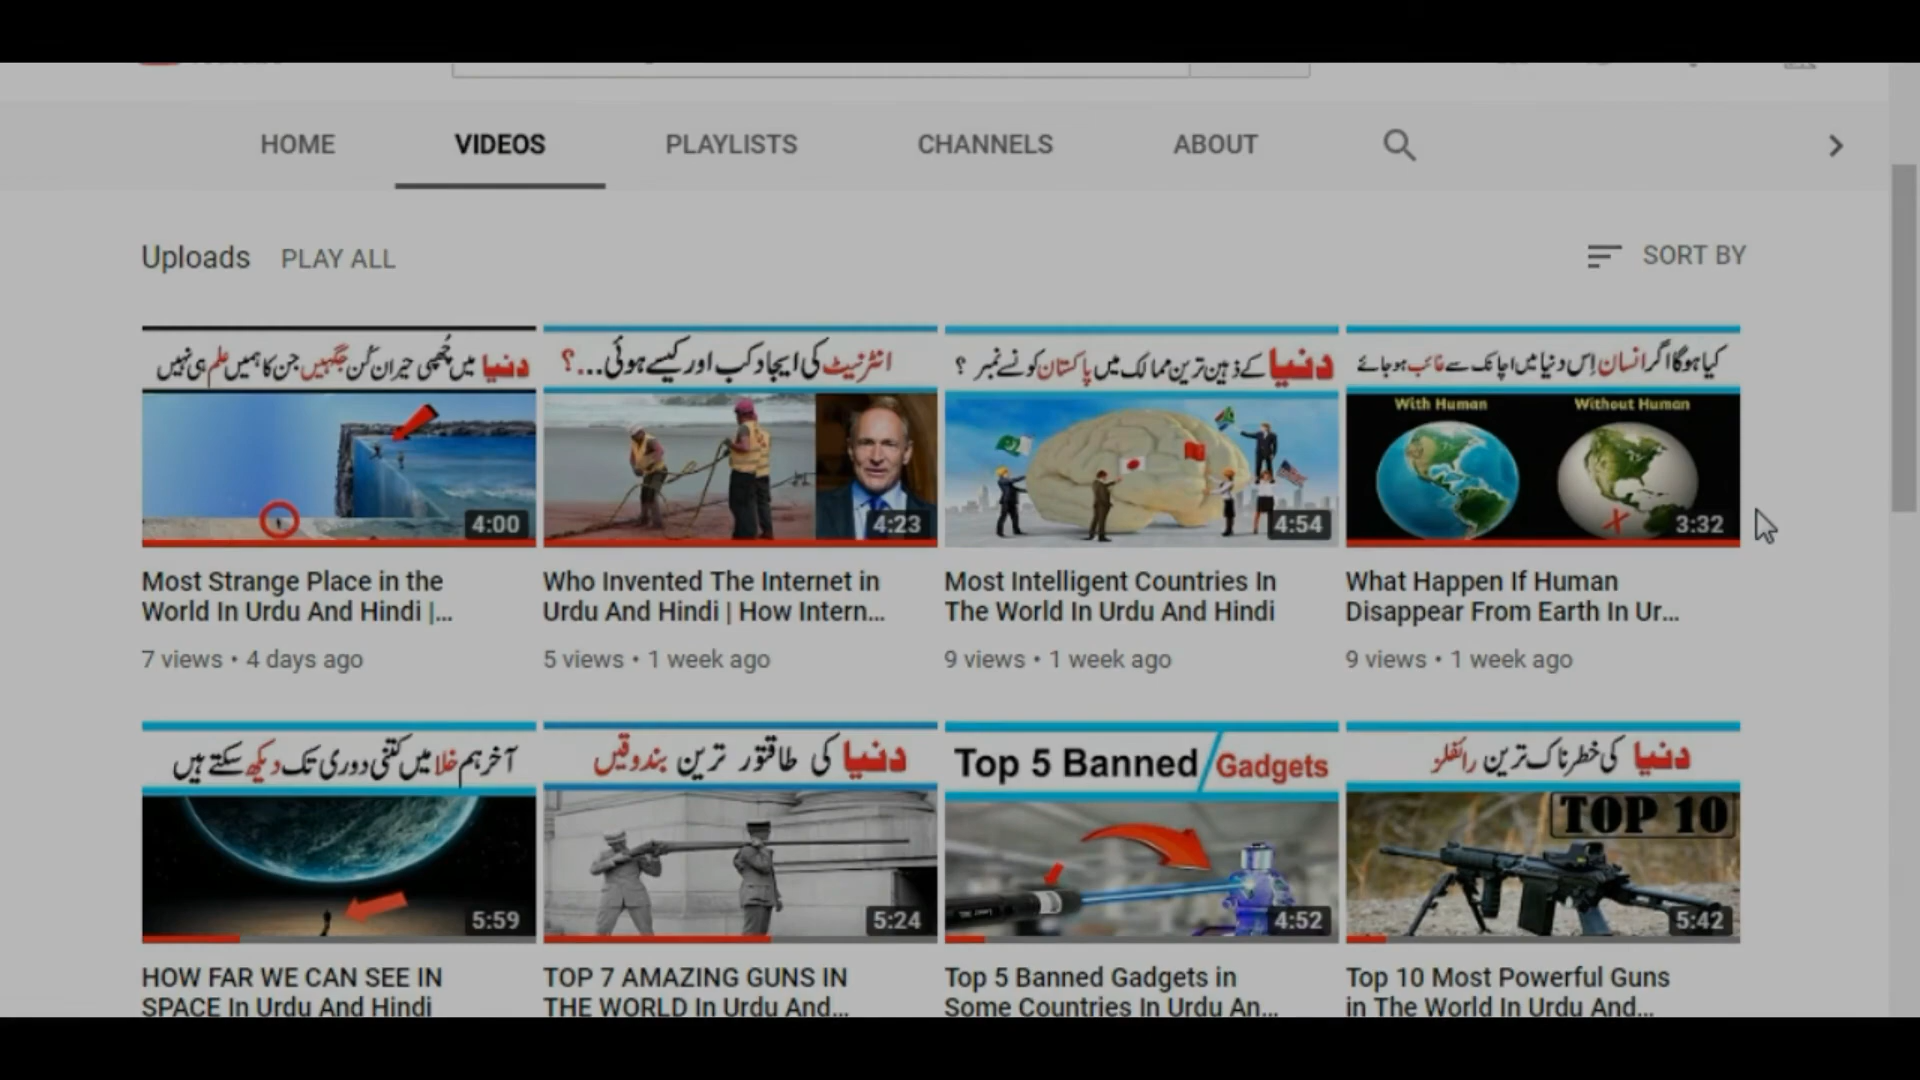 HOME VIDEOS PLAYLISTS CHANNELS ABOUT
Uploads PLAY ALL SORT BY
دنیا میں چُھپی حیران کُن جگہیں جن کا ہمیں علم ہی نہیں
4:00
Most Strange Place in the
World In Urdu And Hindi |...
7 views • 4 days ago
انٹرنیٹ کی ایجاد کب اور کیسے ہوئی...؟
4:23
Who Invented The Internet in
Urdu And Hindi | How Intern...
5 views • 1 week ago
دنیا کے ذہین ترین ممالک میں پاکستان کونسے نمبر ؟
4:54
Most Intelligent Countries In
The World In Urdu And Hindi
9 views • 1 week ago
کیا ہوگا اگر انسان اِس دنیا میں اچانک سے غائب ہو جائے
With Human Without Human
3:32
What Happen If Human
Disappear From Earth In Ur...
9 views • 1 week ago
آخر ہم خلا میں کتنی دوری تک دیکھ سکتے ہیں
5:59
HOW FAR WE CAN SEE IN
SPACE In Urdu And Hindi
دنیا کی طاقتور ترین بندوقیں
5:24
TOP 7 AMAZING GUNS IN
THE WORLD In Urdu And...
Top 5 Banned Gadgets
4:52
Top 5 Banned Gadgets in
Some Countries In Urdu An...
دنیا کی خطرناک ترین رائفلز
TOP 10
5:42
Top 10 Most Powerful Guns
in The World In Urdu And...